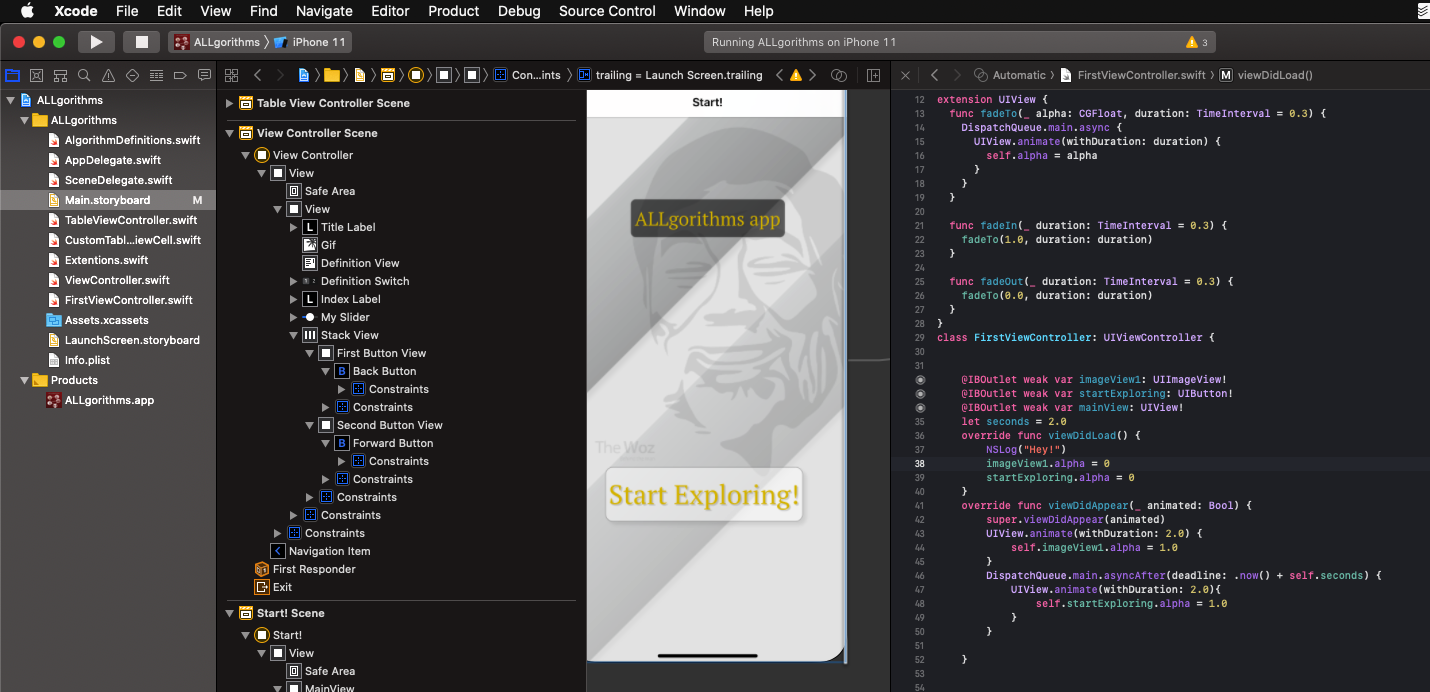 Xcode File Edit View Find Navigate Editor Product Debug Source Control Window Help
ALLgorithms iPhone 11 Running ALLgorithms on iPhone 11 3
Con...ints trailing = Launch Screen.trailing Automatic FirstViewController.swift M viewDidLoad()
ALLgorithms
ALLgorithms
AlgorithmDefinitions.swift
AppDelegate.swift
SceneDelegate.swift
Main.storyboard M
TableViewController.swift
CustomTabl...iewCell.swift
Extentions.swift
ViewController.swift
FirstViewController.swift
Assets.xcassets
LaunchScreen.storyboard
Info.plist
Products
ALLgorithms.app
Table View Controller Scene
View Controller Scene
View Controller
View
Safe Area
View
L Title Label
Gif
Definition View
1 2 Definition Switch
L Index Label
My Slider
Stack View
First Button View
B Back Button
Constraints
Constraints
Second Button View
B Forward Button
Constraints
Constraints
Constraints
Constraints
Constraints
Navigation Item
First Responder
Exit
Start! Scene
Start!
View
Safe Area
MainView
Start!
ALLgorithms app
The Woz
Start Exploring!
12 extension UIView {
13 func fadeTo(_ alpha: CGFloat, duration: TimeInterval = 0.3) {
14 DispatchQueue.main.async {
15 UIView.animate(withDuration: duration) {
16 self.alpha = alpha
17 }
18 }
19 }
20
21 func fadeIn(_ duration: TimeInterval = 0.3) {
22 fadeTo(1.0, duration: duration)
23 }
24
25 func fadeOut(_ duration: TimeInterval = 0.3) {
26 fadeTo(0.0, duration: duration)
27 }
28 }
29 class FirstViewController: UIViewController {
30
31
@IBOutlet weak var imageView1: UIImageView!
@IBOutlet weak var startExploring: UIButton!
@IBOutlet weak var mainView: UIView!
35 let seconds = 2.0
36 override func viewDidLoad() {
37 NSLog("Hey!")
38 imageView1.alpha = 0
39 startExploring.alpha = 0
40 }
41 override func viewDidAppear(_ animated: Bool) {
42 super.viewDidAppear(animated)
43 UIView.animate(withDuration: 2.0) {
44 self.imageView1.alpha = 1.0
45 }
46 DispatchQueue.main.asyncAfter(deadline: .now() + self.seconds) {
47 UIView.animate(withDuration: 2.0){
48 self.startExploring.alpha = 1.0
49 }
50 }
51
52 }
53
54